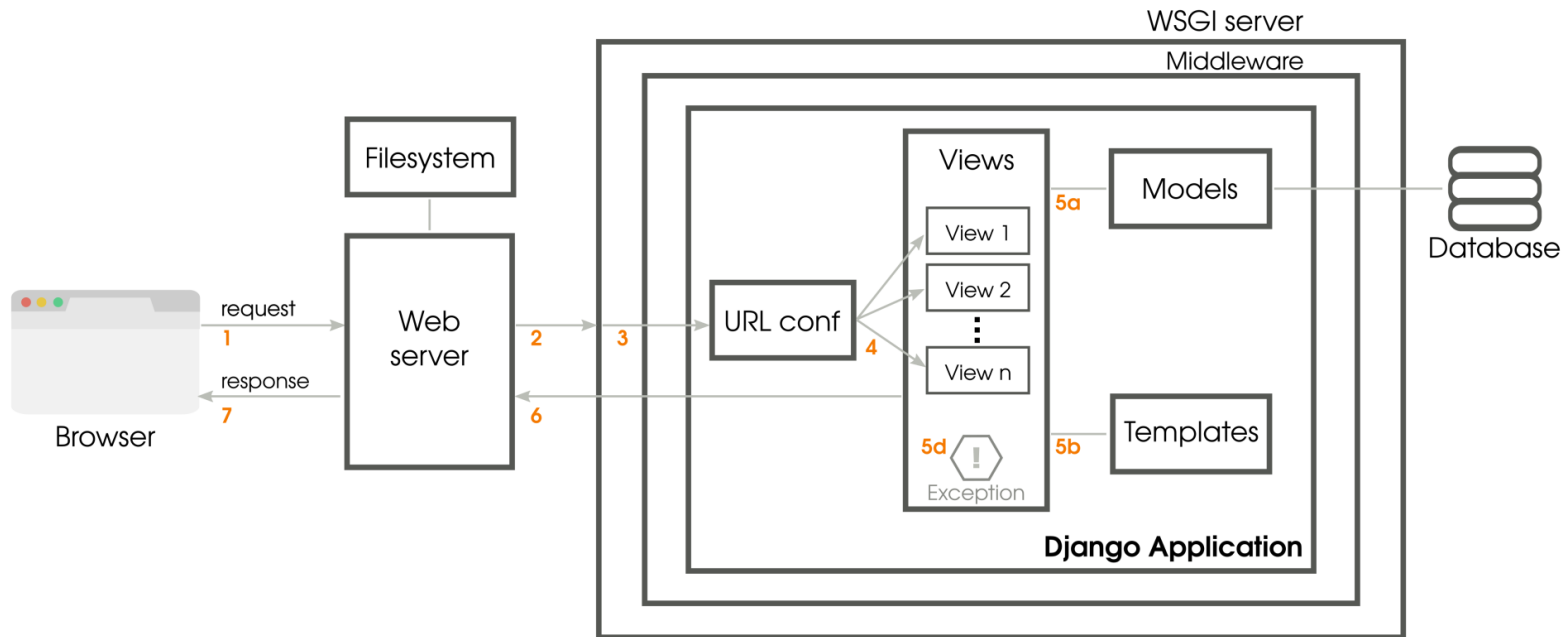 WSGI server
Middleware
Filesystem
Views
Models
5a
View 1
Database
View 2
request
1
Web
server
2
3
URL conf
4
View n
response
7
6
Browser
Templates
5b
5d
!
Exception
Django Application